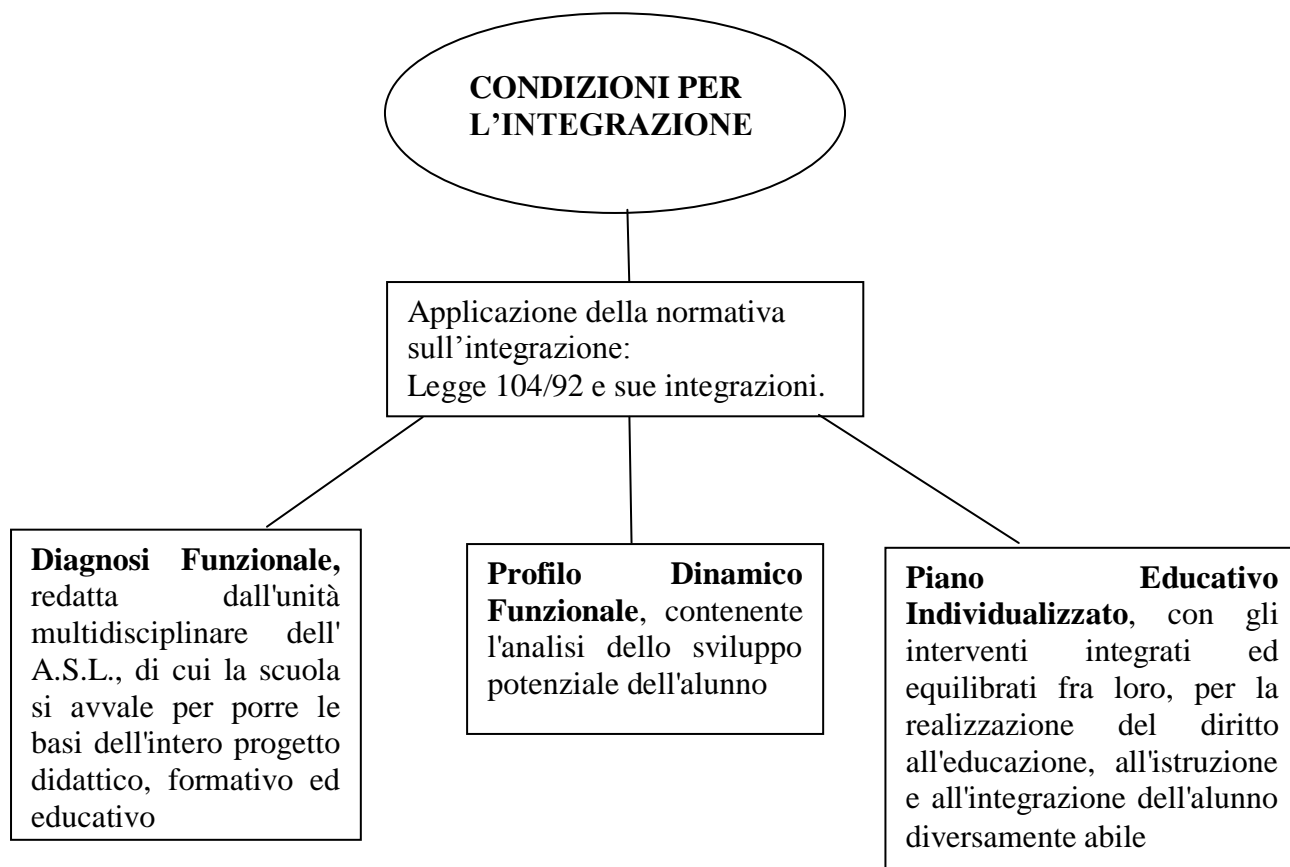 CONDIZIONI PER
L’INTEGRAZIONE
Applicazione della normativa
sull’integrazione:
Legge 104/92 e sue integrazioni.
Diagnosi Funzionale,
redatta dall'unità
multidisciplinare dell'
A.S.L., di cui la scuola
si avvale per porre le
basi dell'intero progetto
didattico, formativo ed
educativo
Profilo Dinamico
Funzionale, contenente
l'analisi dello sviluppo
potenziale dell'alunno
Piano Educativo
Individualizzato, con gli
interventi integrati ed
equilibrati fra loro, per la
realizzazione del diritto
all'educazione, all'istruzione
e all'integrazione dell'alunno
diversamente abile